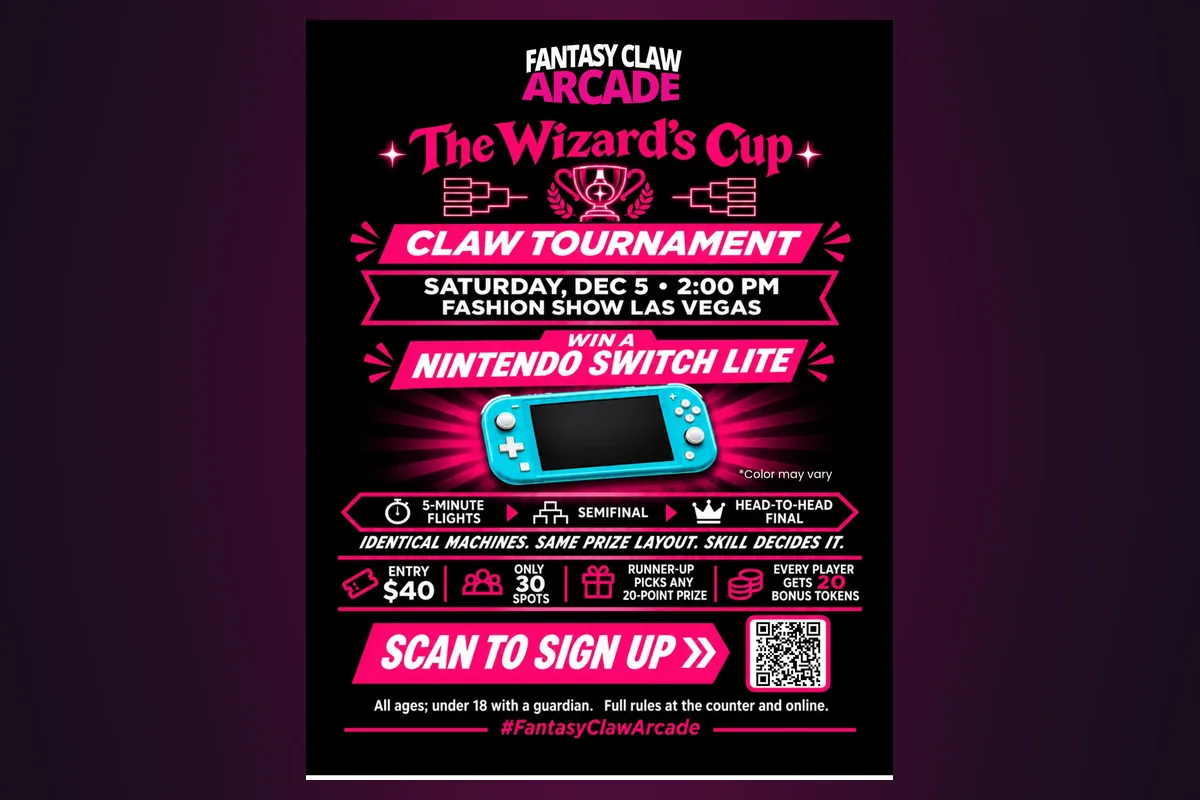 FANTASY CLAW
ARCADE
The Wizard's Cup
CLAW TOURNAMENT
SATURDAY, DEC 5 • 2:00 PM
FASHION SHOW LAS VEGAS
WIN A
NINTENDO SWITCH LITE
*Color may vary
5-MINUTE
FLIGHTS
SEMIFINAL
HEAD-TO-HEAD
FINAL
IDENTICAL MACHINES. SAME PRIZE LAYOUT. SKILL DECIDES IT.
ENTRY
$40
ONLY
30
SPOTS
RUNNER-UP
PICKS ANY
20-POINT PRIZE
EVERY PLAYER
GETS 20
BONUS TOKENS
SCAN TO SIGN UP »
All ages; under 18 with a guardian. Full rules at the counter and online.
#FantasyClawArcade